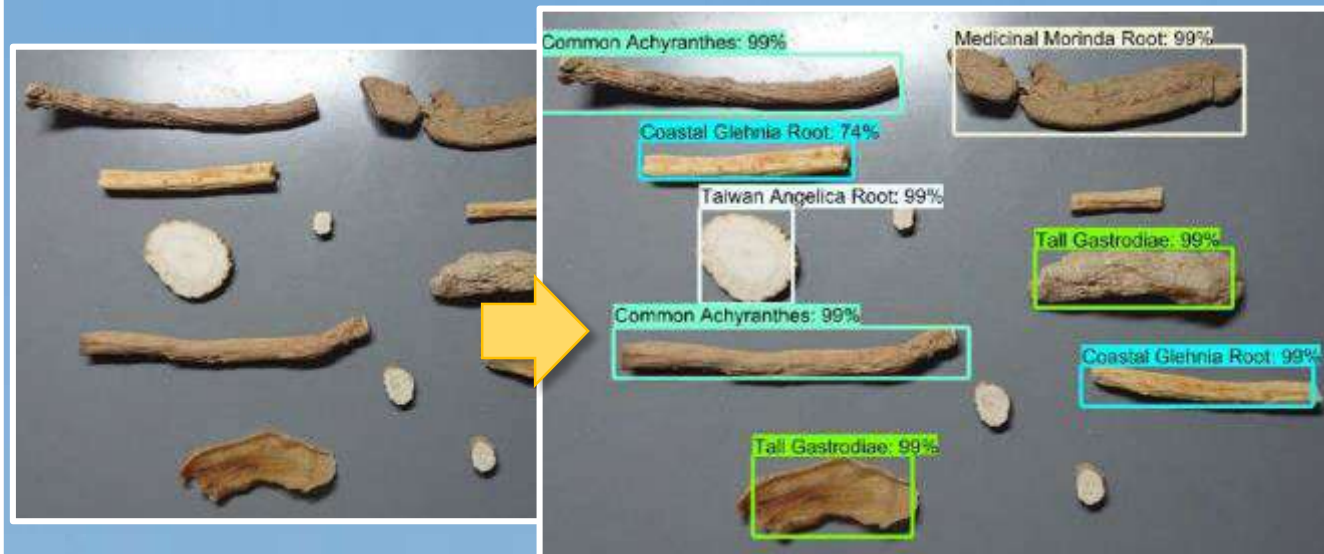 Common Achyranthes: 99%
Medicinal Morinda Root: 99%
Coastal Glehnia Root: 74%
Taiwan Angelica Root: 99%
Tall Gastrodiae: 99%
Common Achyranthes: 99%
Coastal Glehnia Root: 99%
Tall Gastrodiae: 99%